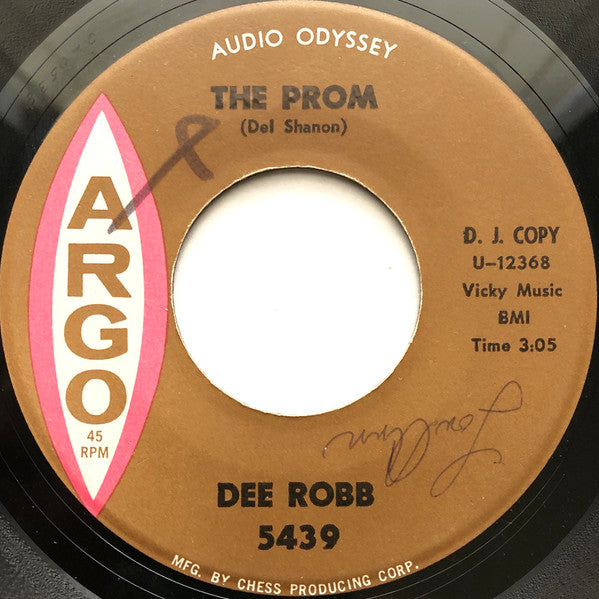 AUDIO ODYSSEY
THE PROM
(Del Shanon)
ARGO
45
RPM
D. J. COPY
U-12368
Vicky Music
BMI
Time 3:05
DEE ROBB
5439
MFG. BY CHESS PRODUCING CORP.